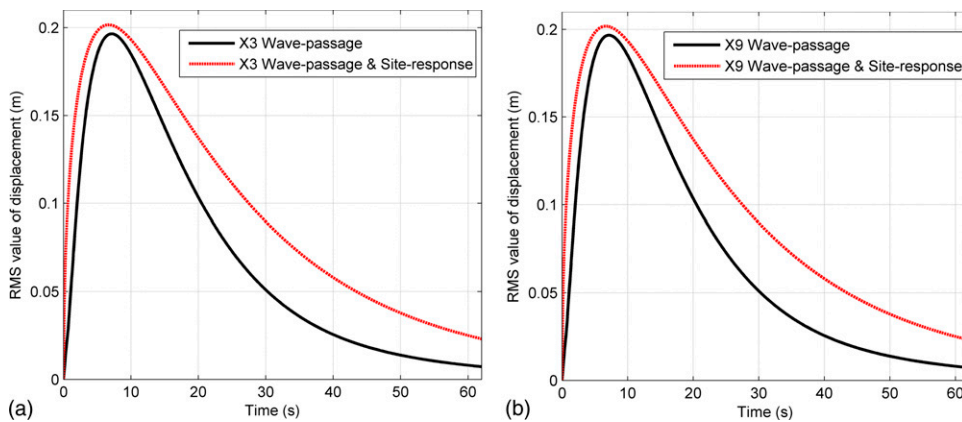 0.2
0.15
0.1
0.05
0
RMS value of displacement (m)
X3 Wave-passage
X3 Wave-passage & Site-response
0 10 20 30 40 50 60
Time (s)
(a)
0.2
0.15
0.1
0.05
0
RMS value of displacement (m)
X9 Wave-passage
X9 Wave-passage & Site-response
0 10 20 30 40 50 60
Time (s)
(b)